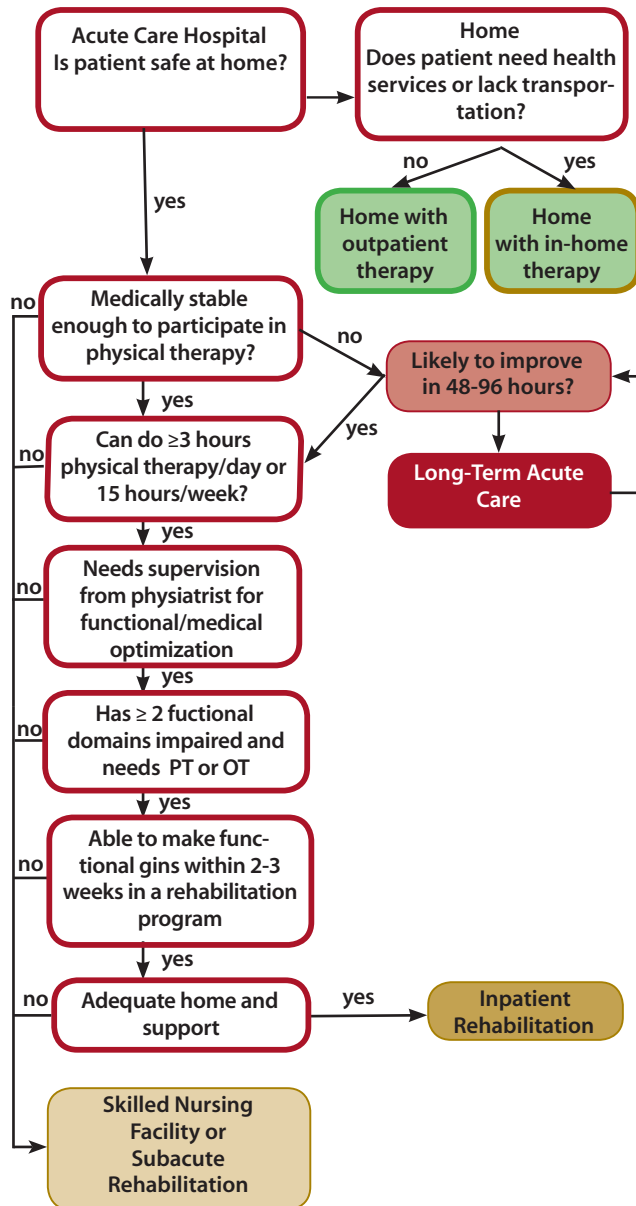 Acute Care Hospital
Is patient safe at home?
Home
Does patient need health
services or lack transpor-
tation?
no
yes
yes
Home with
outpatient
therapy
Home
with in-home
therapy
no
Medically stable
enough to participate in
physical therapy?
no
Likely to improve
in 48-96 hours?
yes
yes
no
Can do ≥3 hours
physical therapy/day or
15 hours/week?
Long-Term Acute
Care
yes
no
Needs supervision
from physiatrist for
functional/medical
optimization
yes
no
Has ≥ 2 fuctional
domains impaired and
needs PT or OT
yes
no
Able to make func-
tional gins within 2-3
weeks in a rehabilitation
program
yes
no
Adequate home and
support
yes
Inpatient
Rehabilitation
Skilled Nursing
Facility or
Subacute
Rehabilitation